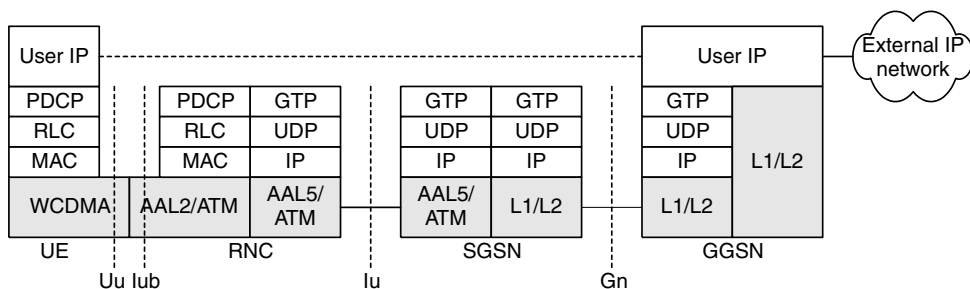 User IP
User IP
External IP
network
PDCP
PDCP
GTP
GTP
GTP
GTP
RLC
RLC
UDP
UDP
UDP
UDP
L1/L2
MAC
MAC
IP
IP
IP
IP
WCDMA
AAL2/ATM
AAL5/
ATM
AAL5/
ATM
L1/L2
L1/L2
UE
RNC
SGSN
GGSN
Uu
Iub
Iu
Gn